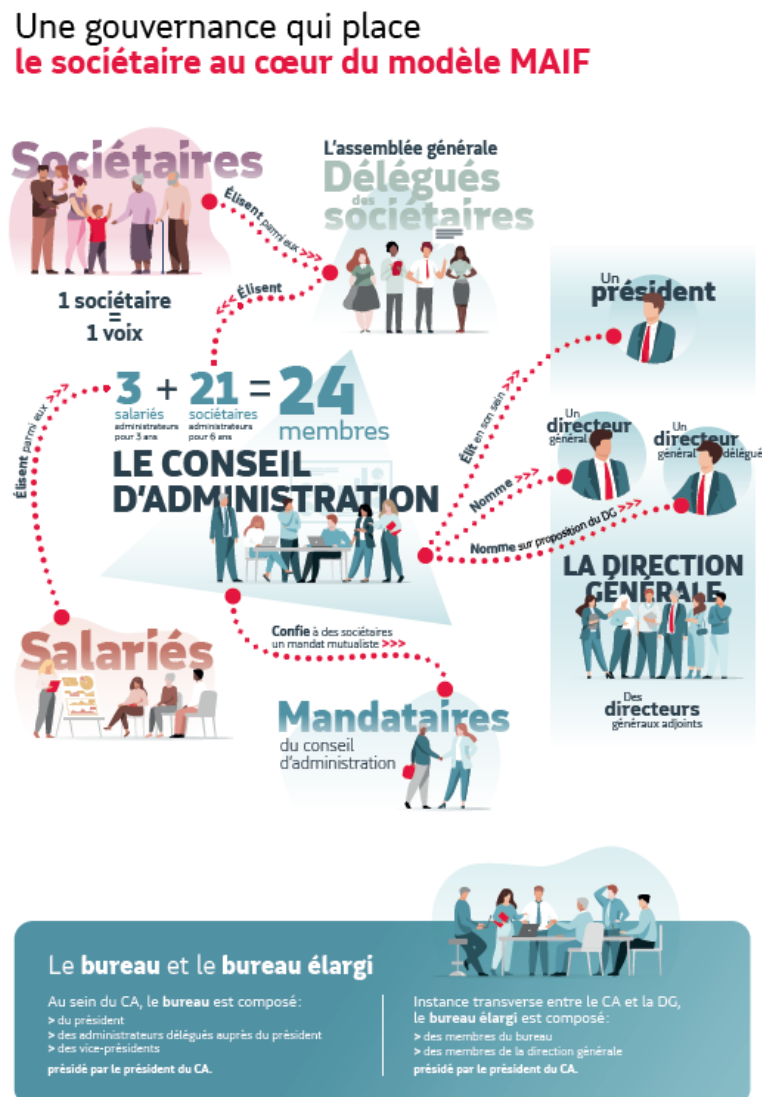 Une gouvernance qui place
le sociétaire au cœur du modèle MAIF
Sociétaires
Élisent parmi eux >>>
1 sociétaire
=
1 voix
L'assemblée générale
Délégués
des
sociétaires
<<< Élisent
3 + 21 = 24
salariés
administrateurs
pour 3 ans
sociétaires
administrateurs
pour 6 ans
membres
LE CONSEIL
D'ADMINISTRATION
Élisent parmi eux >>>
Salariés
Confie à des sociétaires
un mandat mutualiste >>>
Mandataires
du conseil
d'administration
Élit en son sein >>>
Un
président
Nomme >>>
Un
directeur
général
Nomme sur proposition du DG >>>
Un
directeur
général délégué
LA DIRECTION
GÉNÉRALE
Des
directeurs
généraux adjoints
Le bureau et le bureau élargi
Au sein du CA, le bureau est composé :
> du président
> des administrateurs délégués auprès du président
> des vice-présidents
présidé par le président du CA.
Instance transverse entre le CA et la DG,
le bureau élargi est composé :
> des membres du bureau
> des membres de la direction générale
présidé par le président du CA.